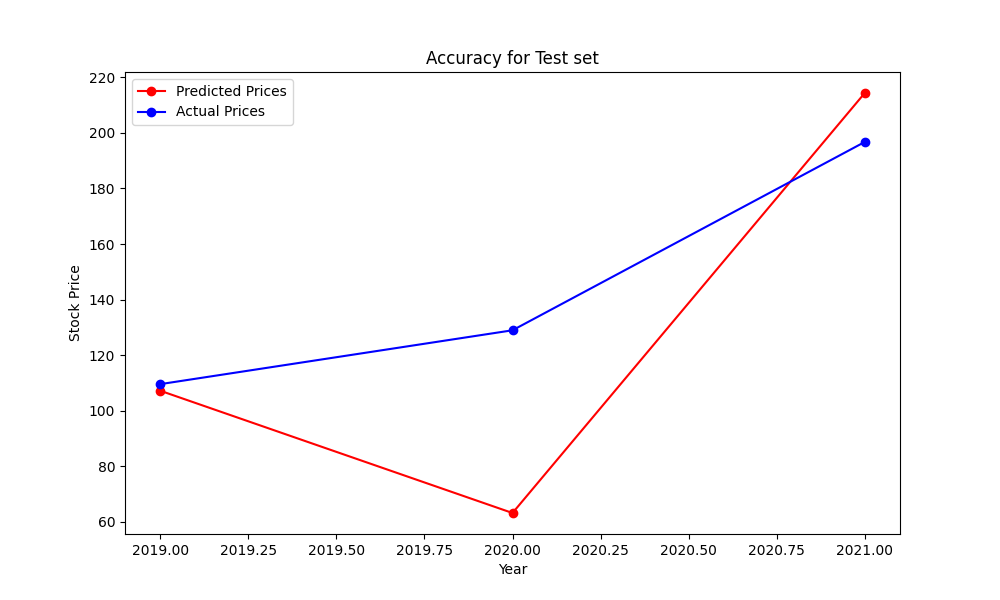 Accuracy for Test set
Predicted Prices
Actual Prices
220
200
180
160
140
120
100
80
60
Stock Price
2019.00 2019.25 2019.50 2019.75 2020.00 2020.25 2020.50 2020.75 2021.00
Year